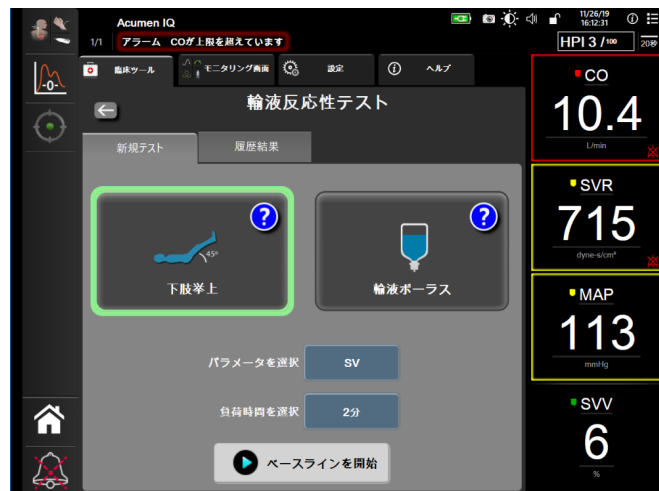 Acumen IQ
11/26/19
16:12:31
1/1 アラーム COが上限を超えています
HPI 3 /100
20秒
-0-
臨床ツール
モニタリング画面
設定
ヘルプ
輸液反応性テスト
新規テスト
履歴結果
?
?
45°
下肢挙上
輸液ボーラス
パラメータを選択
SV
負荷時間を選択
2分
ベースラインを開始
CO
10.4
L/min
SVR
715
dyne-s/cm⁵
MAP
113
mmHg
SVV
6
%